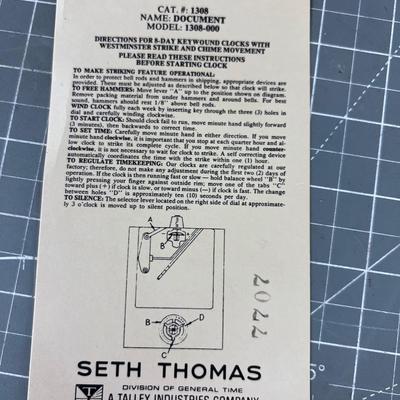 CAT. #: 1308
NAME: DOCUMENT
MODEL: 1308-000
DIRECTIONS FOR 8-DAY KEYWOUND CLOCKS WITH
WESTMINSTER STRIKE AND CHIME MOVEMENT
PLEASE READ THESE INSTRUCTIONS
BEFORE STARTING CLOCK
TO MAKE STRIKING FEATURE OPERATIONAL:
In order to protect bell rods and hammers in shipping, appropriate devices are
provided. These must be adjusted as described below so that clock will strike.
TO FREE HAMMERS: Move lever "A" up to the position shown on diagram.
Remove packing material from under hammers and around bells. For best
sound, hammers should rest 1/8" above bell rods.
WIND CLOCK fully each week by inserting key through the three (3) holes in
dial and carefully winding clockwise.
TO START CLOCK: Should clock fail to run, move minute hand slightly forward
(3 minutes), then backwards to correct time.
TO SET TIME: Carefully move minute hand in either direction. If you move
minute hand clockwise, it is important that you stop at each quarter hour and al-
low clock to strike its complete cycle. If you move minute hand counter-
clockwise, it is not necessary to wait for clock to strike. A self correcting device
automatically coordinates the time with the strike within one (1) hour.
TO REGULATE TIMEKEEPING: Our clocks are carefully regulated at our
factory; therefore, do not make any adjustment during the first two (2) days of
operation. If the clock is then running fast or slow — hold balance wheel "B" by
lightly pressing your finger against outside rim; move one of the tabs "C"
toward plus (+) if clock is slow, or toward minus (—) if clock is fast. The change
between holes "D" is approximately ten (10) seconds per day.
TO SILENCE: The selector lever located on the right side of dial at approximate-
ly 3 o'clock is moved up to silent position.
A
B
B
D
C
SETH THOMAS
DIVISION OF GENERAL TIME
A TALLEY INDUSTRIES COMPANY